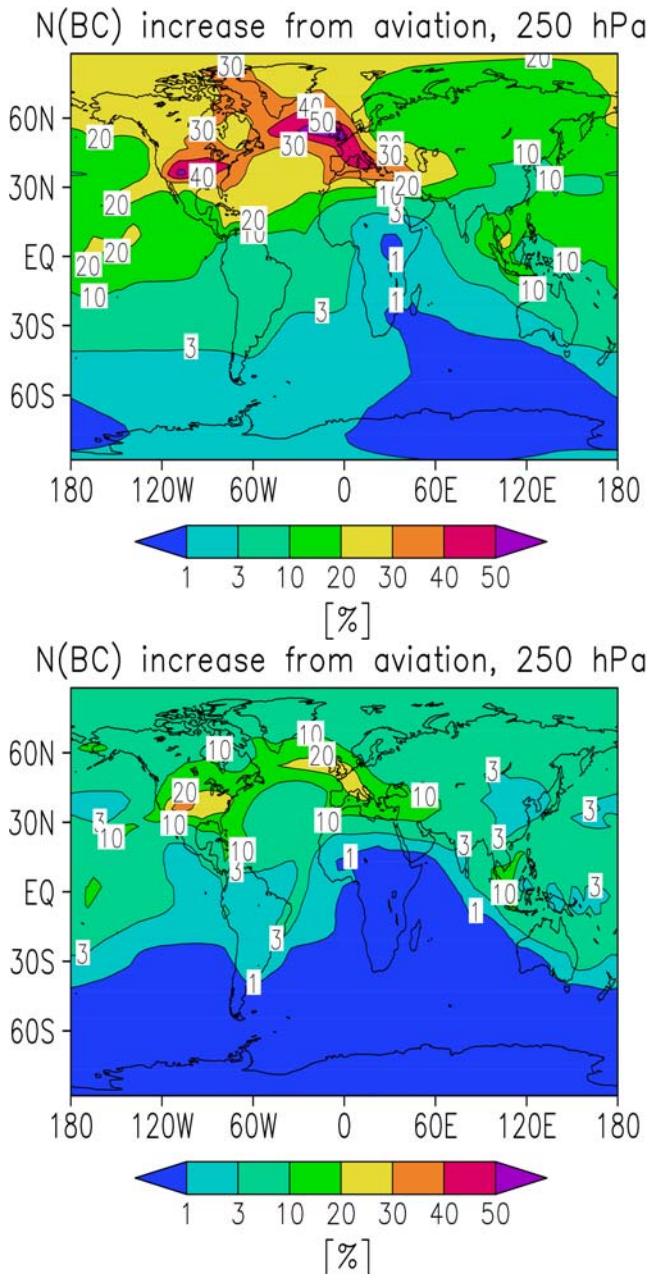 N(BC) increase from aviation, 250 hPa
30 20
60N 40 50
20 30 30 30
30N 40 10 20 10 10
20 20 10 3
EQ 20 1 10
10 10
30S 3 3 1
60S
180 120W 60W 0 60E 120E 180
1 3 10 20 30 40 50
[%]
N(BC) increase from aviation, 250 hPa
60N 10 10 20 3
30N 3 20 10 10 3
10 10 10 3 3
EQ 3 1 10 3
30S 3 3 1
1
60S
180 120W 60W 0 60E 120E 180
1 3 10 20 30 40 50
[%]